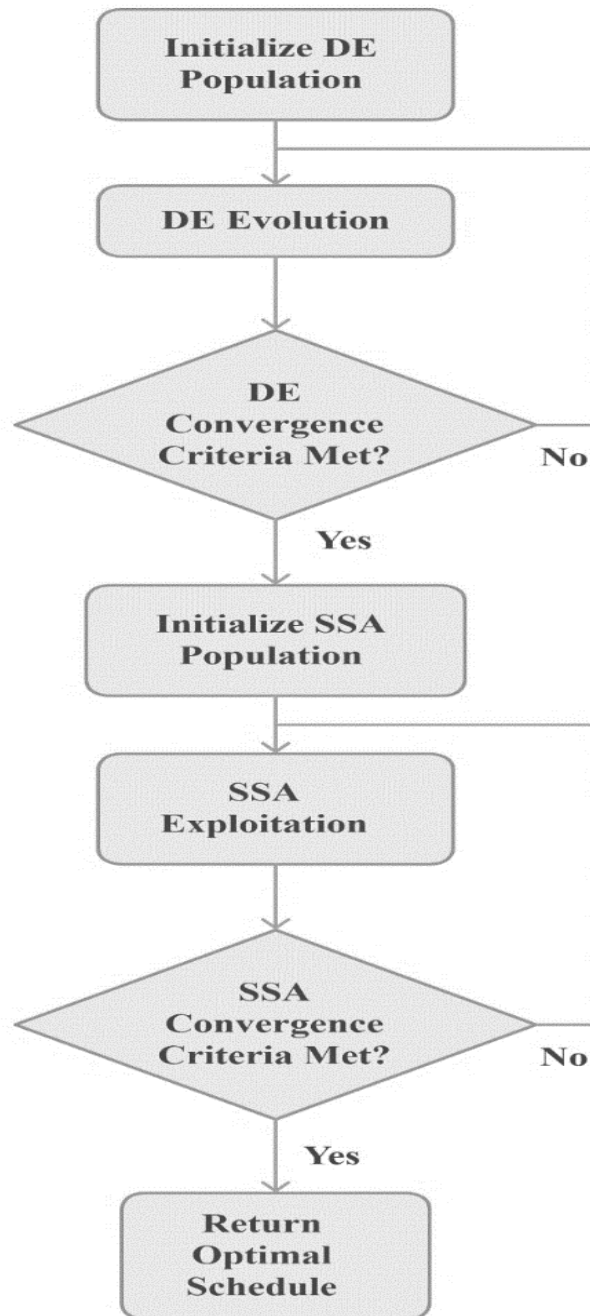 Initialize DE
Population
DE Evolution
DE
Convergence
Criteria Met?
No
Yes
Initialize SSA
Population
SSA
Exploitation
SSA
Convergence
Criteria Met?
No
Yes
Return
Optimal
Schedule